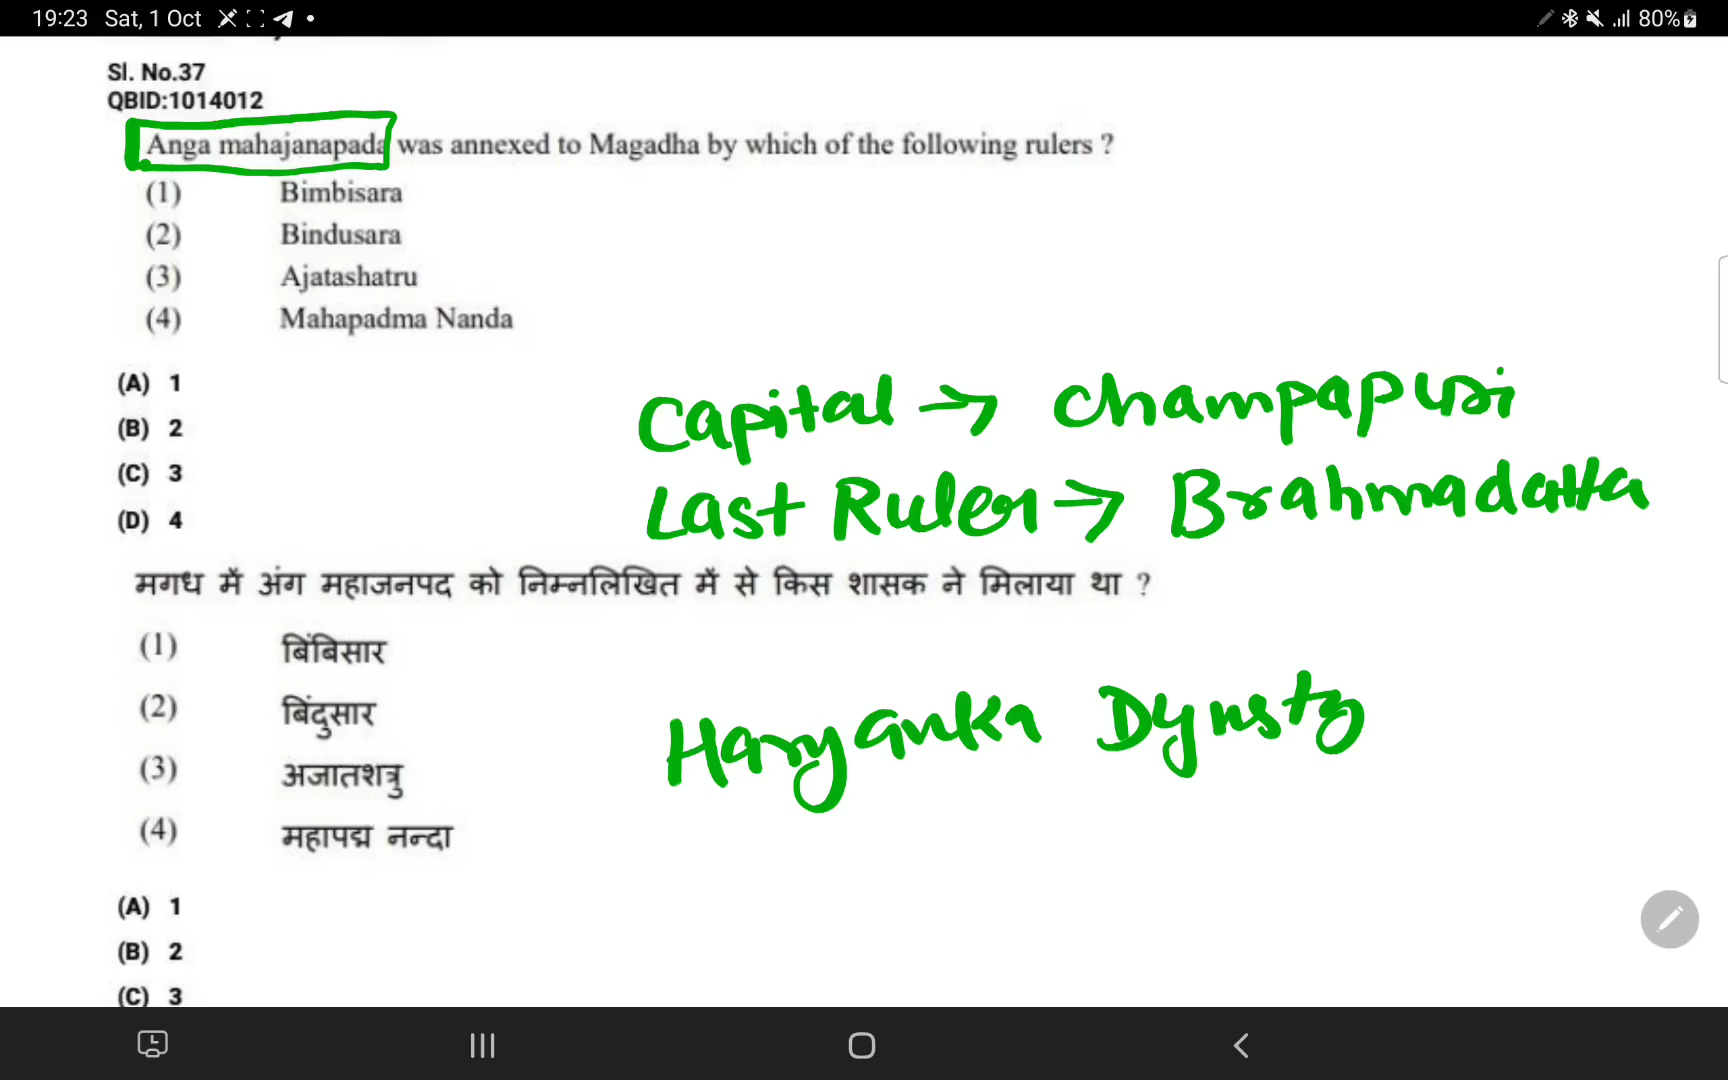 19:23 Sat, 1 Oct
80%
Sl. No.37
QBID:1014012
Anga mahajanapada was annexed to Magadha by which of the following rulers ?
(1) Bimbisara
(2) Bindusara
(3) Ajatashatru
(4) Mahapadma Nanda
(A) 1
(B) 2
(C) 3
(D) 4
Capital → Champapuri
Last Ruler → Brahmadatta
मगध में अंग महाजनपद को निम्नलिखित में से किस शासक ने मिलाया था ?
(1) बिंबिसार
(2) बिंदुसार
(3) अजातशत्रु
(4) महापद्म नन्दा
Haryanka Dynsty
(A) 1
(B) 2
(C) 3